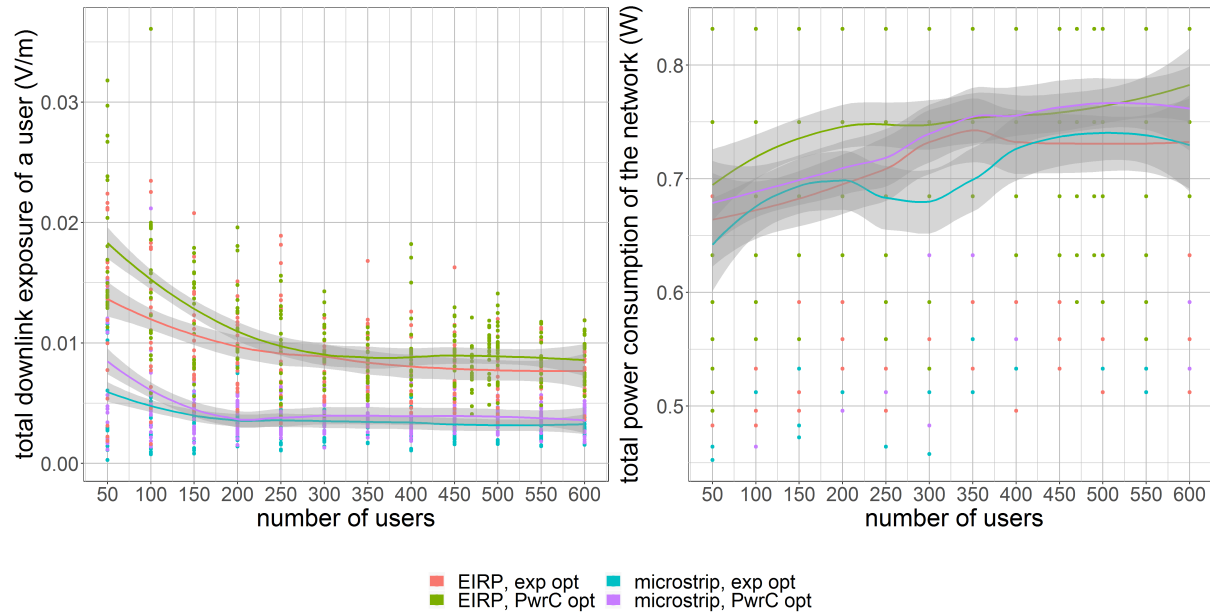 total downlink exposure of a user (V/m)
0.03
0.02
0.01
0.00
50 100 150 200 250 300 350 400 450 500 550 600
number of users
total power consumption of the network (W)
0.8
0.7
0.6
0.5
50 100 150 200 250 300 350 400 450 500 550 600
number of users
EIRP, exp opt
EIRP, PwrC opt
microstrip, exp opt
microstrip, PwrC opt